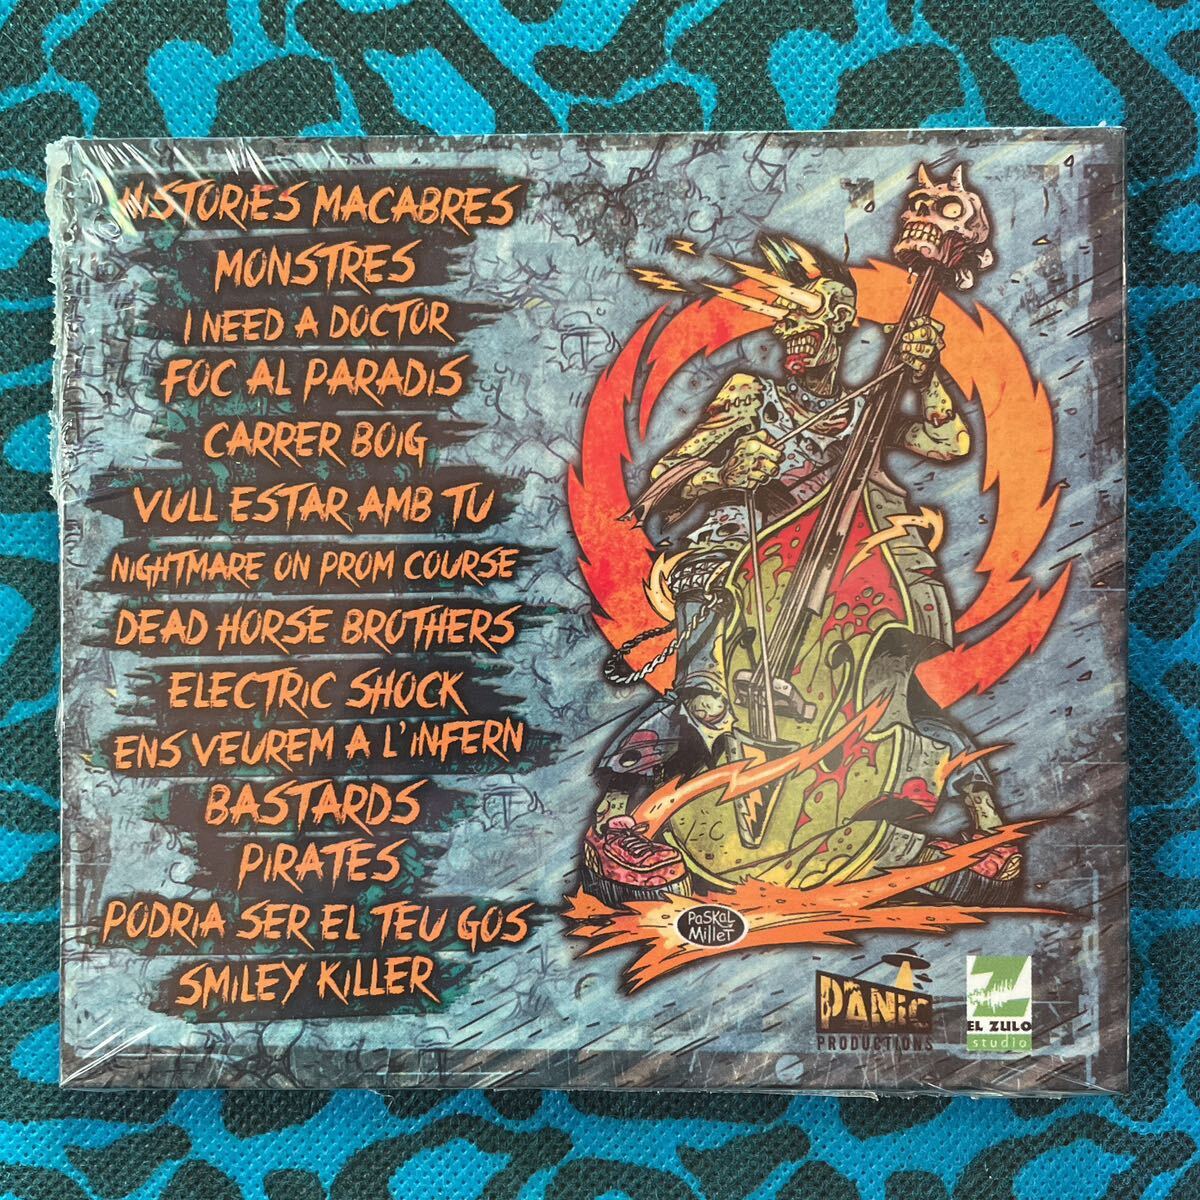 HISTORIES MACABRES
MONSTRES
I NEED A DOCTOR
FOC AL PARADIS
CARRER BOIG
VULL ESTAR AMB TU
NIGHTMARE ON PROM COURSE
DEAD HORSE BROTHERS
ELECTRIC SHOCK
ENS VEUREM A L'INFERN
BASTARDS
PIRATES
PODRIA SER EL TEU GOS
SMILEY KILLER
PaSKaL
MiLLeT
PANIC
PRODUCTIONS
Z
EL ZULO
studio